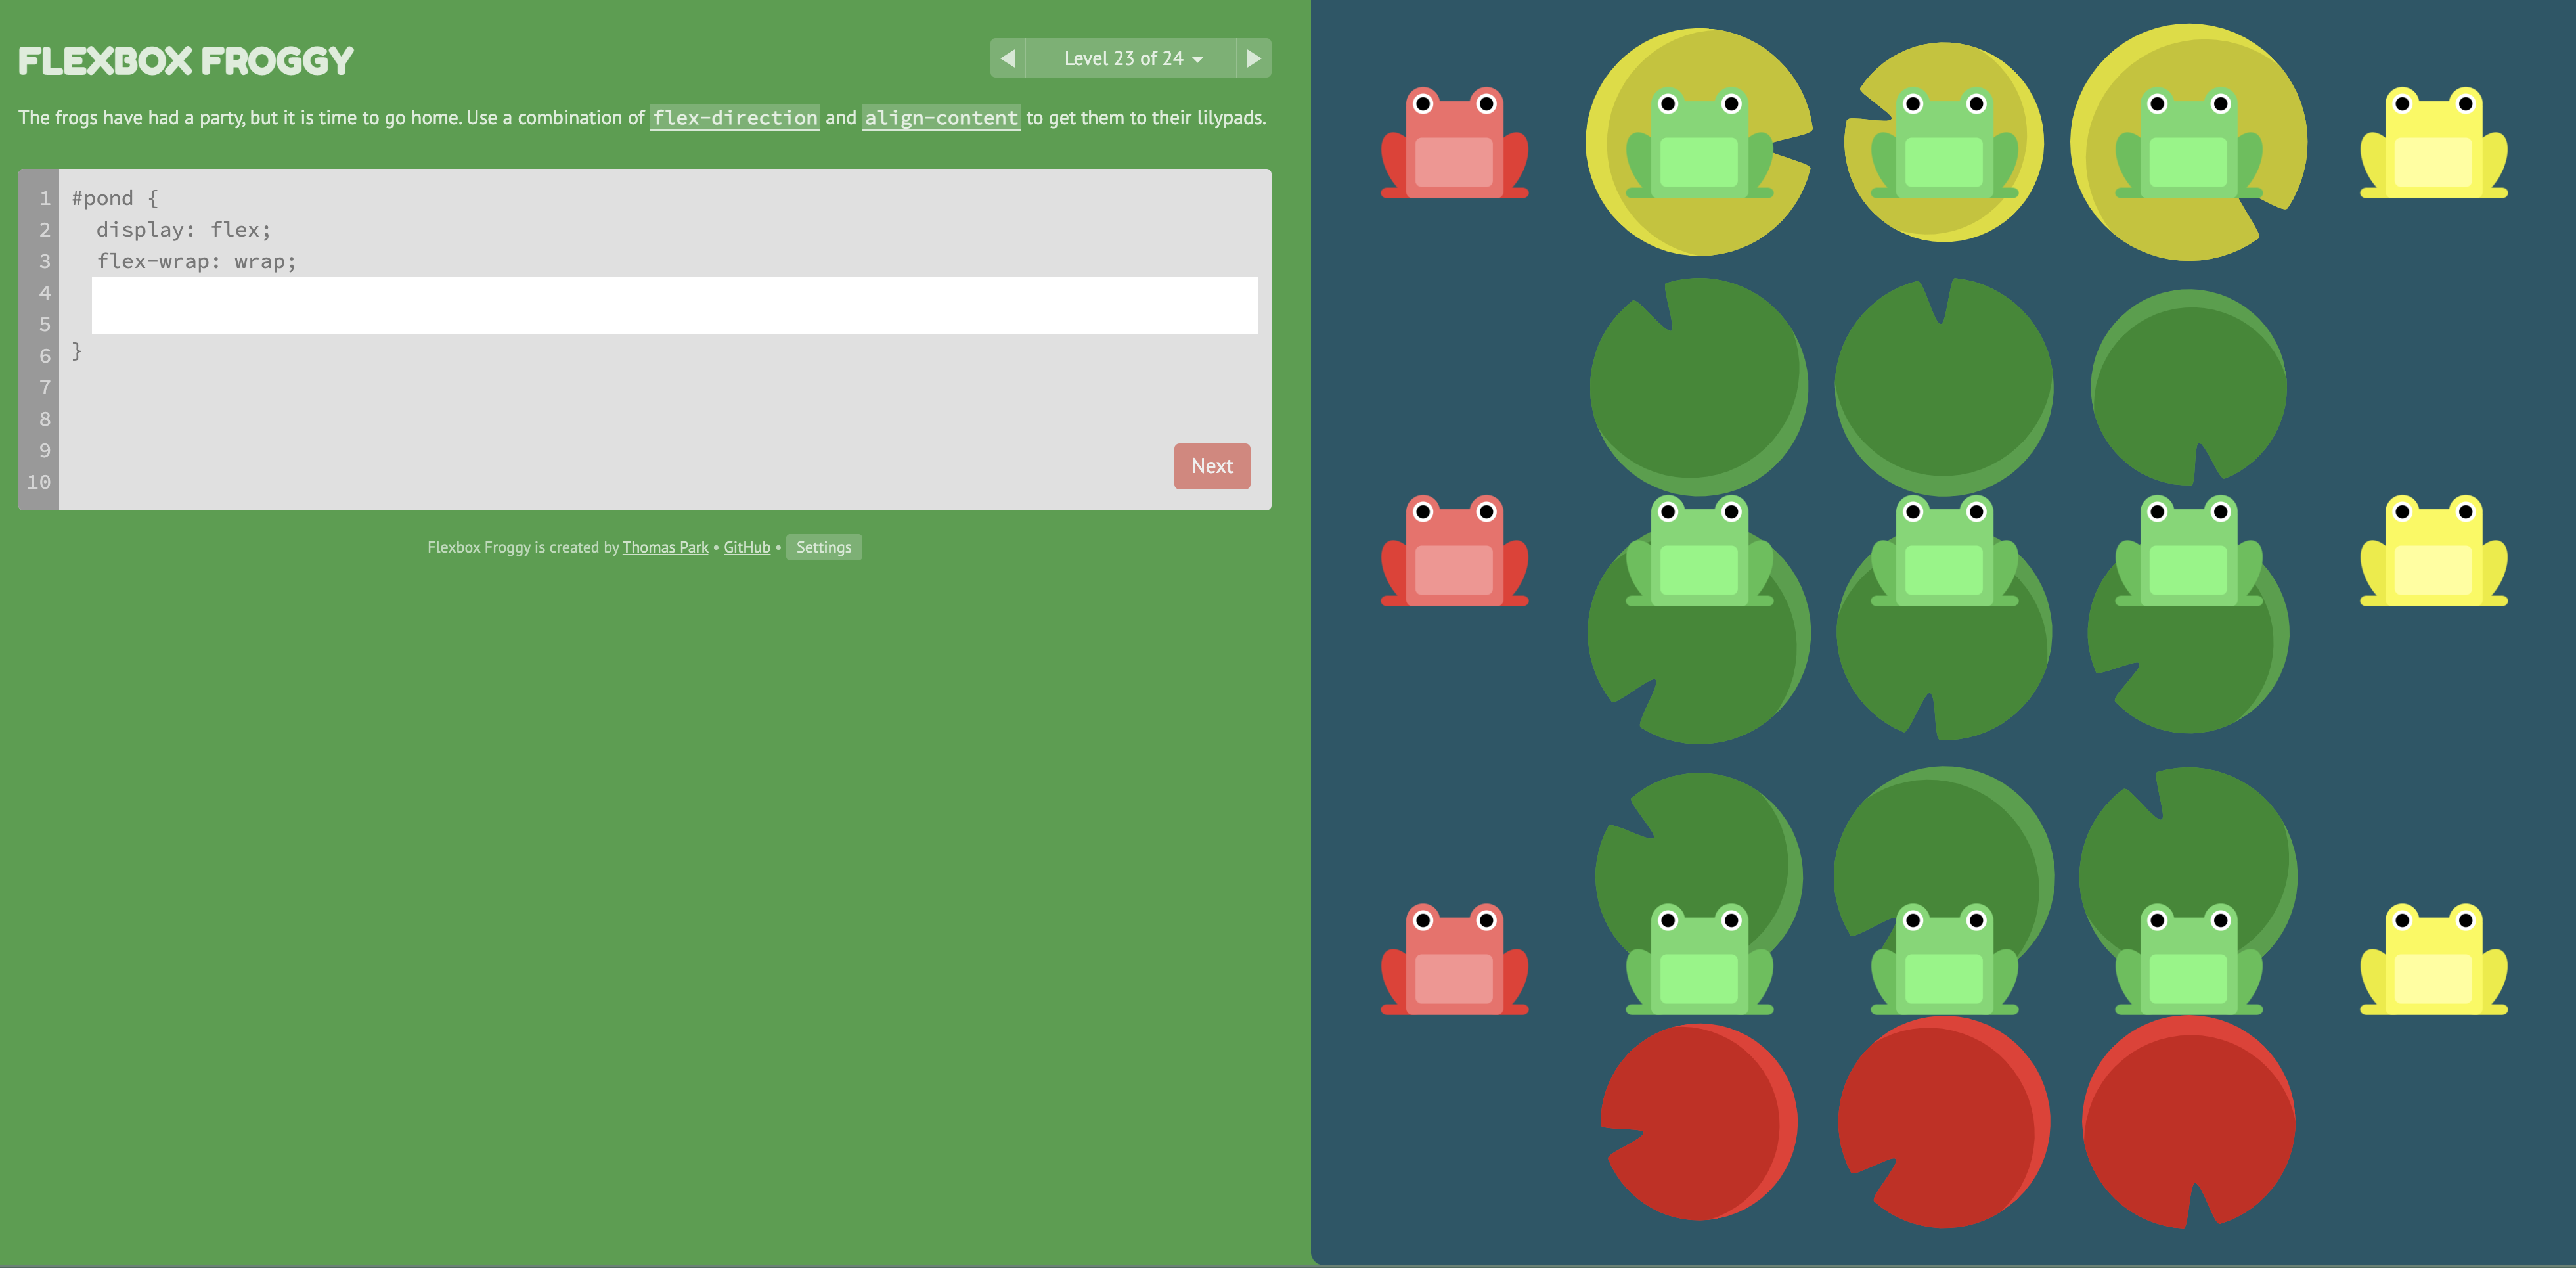 FLEXBOX FROGGY
Level 23 of 24
The frogs have had a party, but it is time to go home. Use a combination of flex-direction and align-content to get them to their lilypads.
1 #pond {
2 display: flex;
3 flex-wrap: wrap;
4
5
6 }
7
8
9
10
Next
Flexbox Froggy is created by Thomas Park • GitHub • Settings